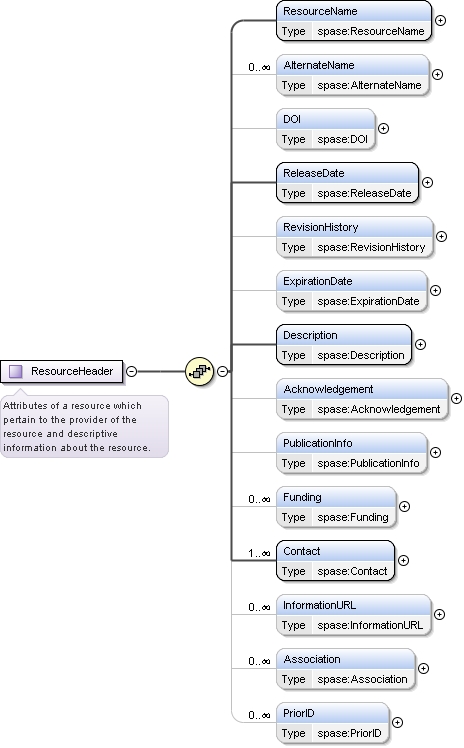 ResourceName
Type spase:ResourceName
0..∞
AlternateName
Type spase:AlternateName
DOI
Type spase:DOI
ReleaseDate
Type spase:ReleaseDate
RevisionHistory
Type spase:RevisionHistory
ExpirationDate
Type spase:ExpirationDate
Description
Type spase:Description
ResourceHeader
Attributes of a resource which
pertain to the provider of the
resource and descriptive
information about the resource.
Acknowledgement
Type spase:Acknowledgement
PublicationInfo
Type spase:PublicationInfo
0..∞
Funding
Type spase:Funding
1..∞
Contact
Type spase:Contact
0..∞
InformationURL
Type spase:InformationURL
0..∞
Association
Type spase:Association
0..∞
PriorID
Type spase:PriorID